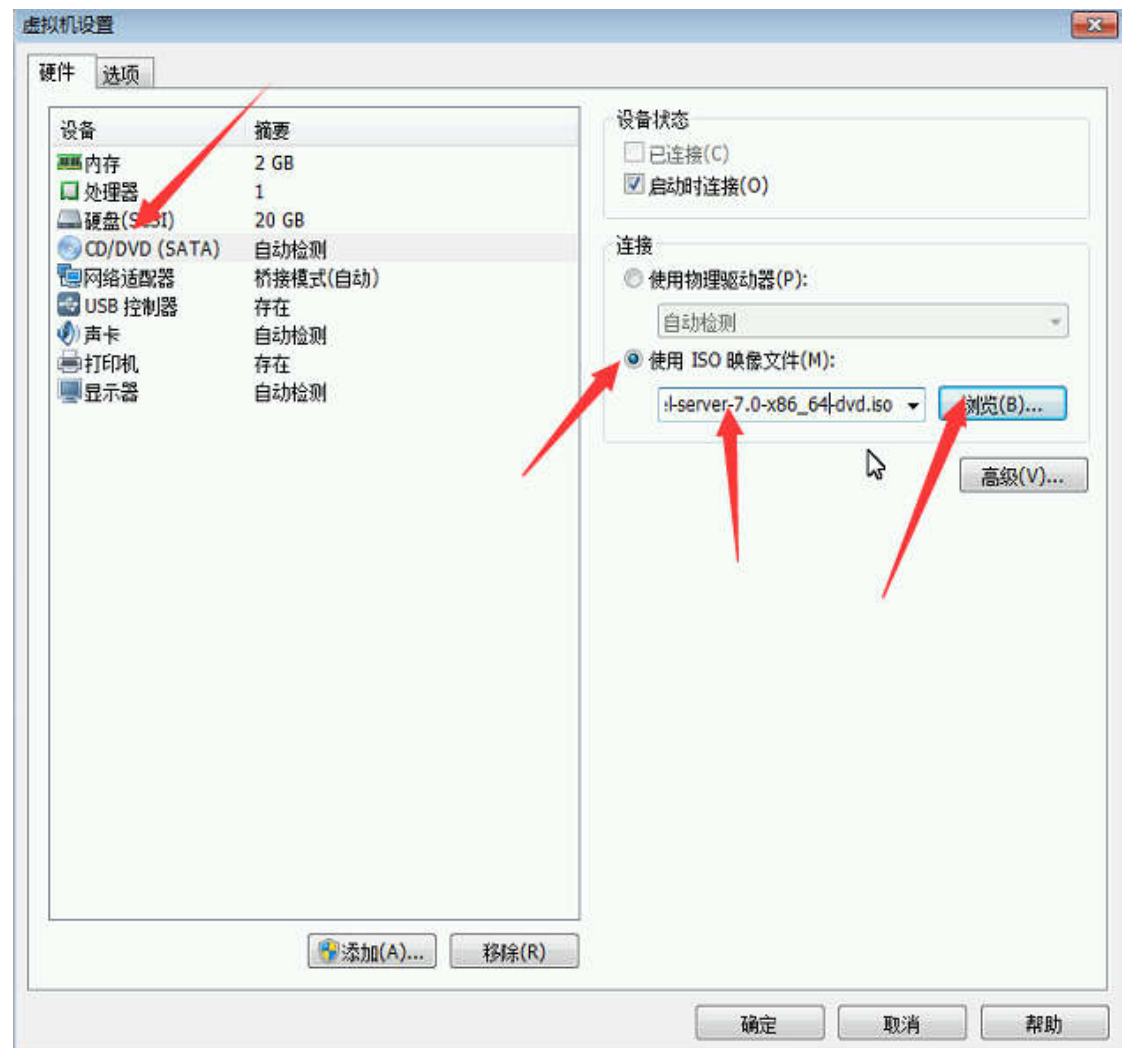 虚拟机设置
硬件 选项
设备 摘要
内存 2 GB
处理器 1
硬盘(SCSI) 20 GB
CD/DVD (SATA) 自动检测
网络适配器 桥接模式(自动)
USB 控制器 存在
声卡 自动检测
打印机 存在
显示器 自动检测
添加(A)... 移除(R)
设备状态
已连接(C)
启动时连接(O)
连接
使用物理驱动器(P):
自动检测
使用 ISO 映像文件(M):
l-server-7.0-x86_64-dvd.iso 浏览(B)...
高级(V)...
确定 取消 帮助